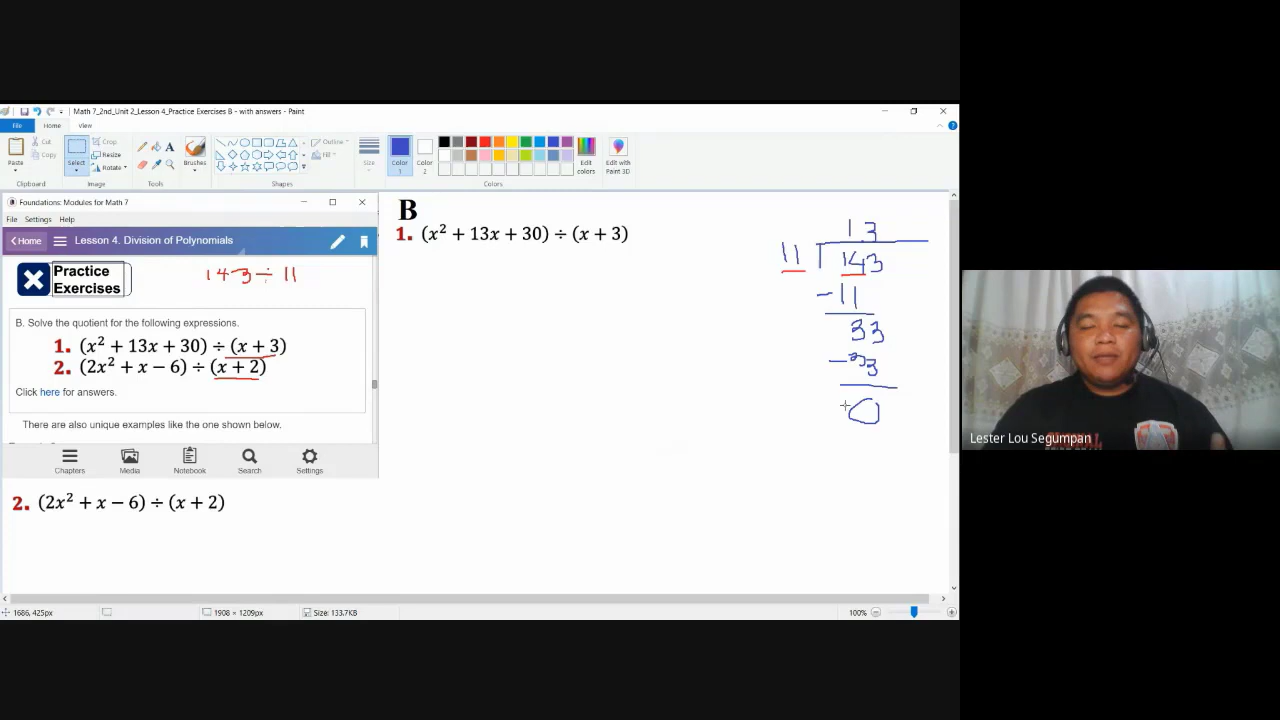 Math 7_2nd_Unit 2_Lesson 4_Practice Exercises B - with answers - Paint
File Home View
Paste Cut Copy Clipboard
Select Crop Resize Rotate Image
Tools
Brushes
Outline Fill Shapes
Size
Color 1 Color 2 Edit colors Colors
Edit with Paint 3D
Foundations: Modules for Math 7
File Settings Help
Home Lesson 4. Division of Polynomials
Practice
Exercises
143 ÷ 11
B. Solve the quotient for the following expressions.
1. (x² + 13x + 30) ÷ (x + 3)
2. (2x² + x − 6) ÷ (x + 2)
Click here for answers.
There are also unique examples like the one shown below.
Chapters Media Notebook Search Settings
B
1. (x² + 13x + 30) ÷ (x + 3)
13
11 143
-11
33
-33
0
2. (2x² + x − 6) ÷ (x + 2)
1686, 425px 1908 × 1209px Size: 133.7KB 100%
Lester Lou Segumpan